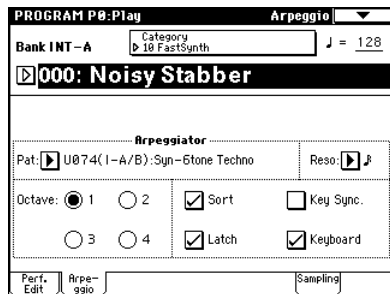 PROGRAM P0:Play Arpeggio
Bank INT-A Category 10 FastSynth ♩ = 128
000: Noisy Stabber
Arpeggiator
Pat: U074(I-A/B):Syn-6tone Techno Reso: ♪
Octave: 1 2 Sort Key Sync.
3 4 Latch Keyboard
Perf. Edit Arpe-ggio Sampling